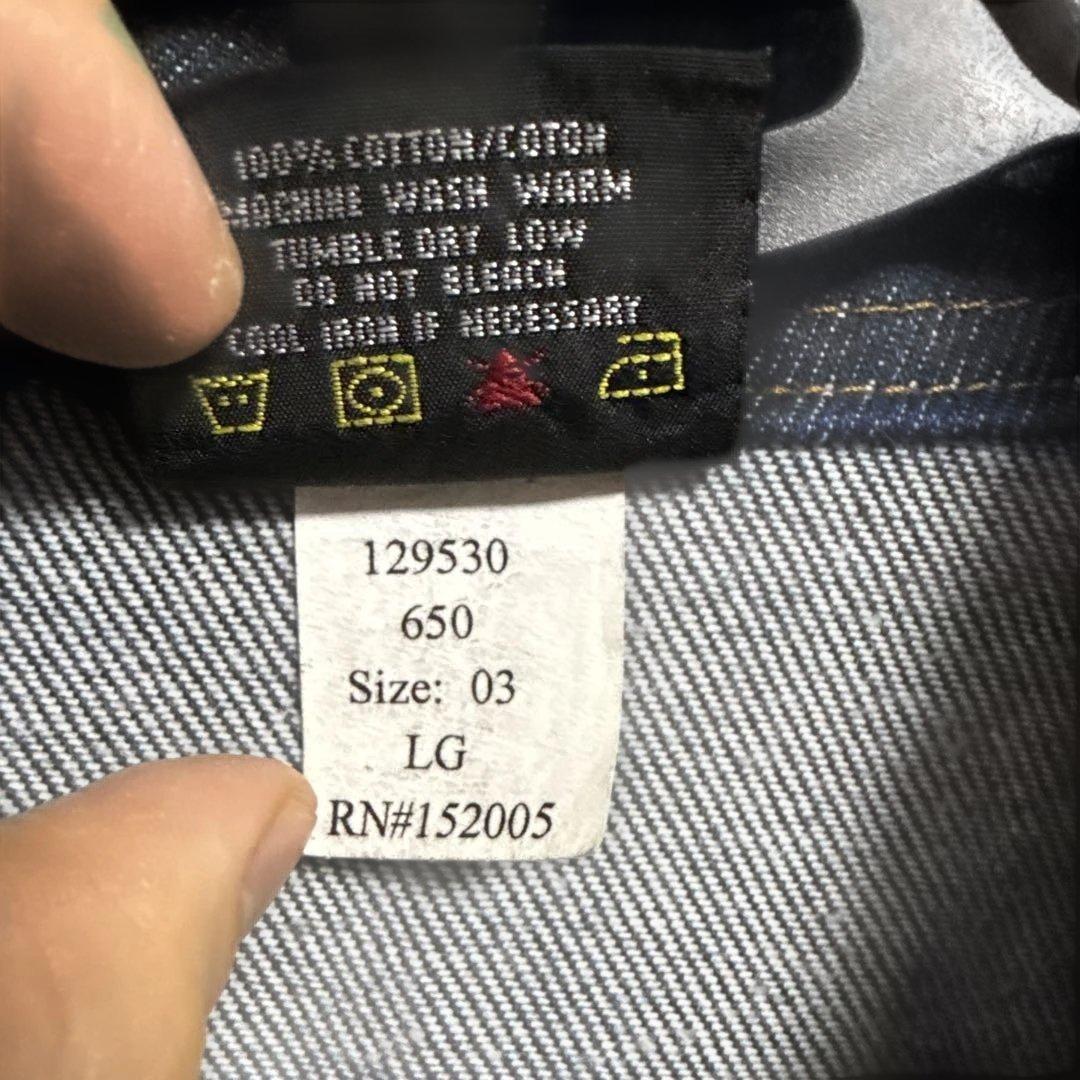 100% COTTON/COTON
MACHINE WASH WARM
TUMBLE DRY LOW
DO NOT BLEACH
COOL IRON IF NECESSARY
129530
650
Size: 03
LG
RN#152005